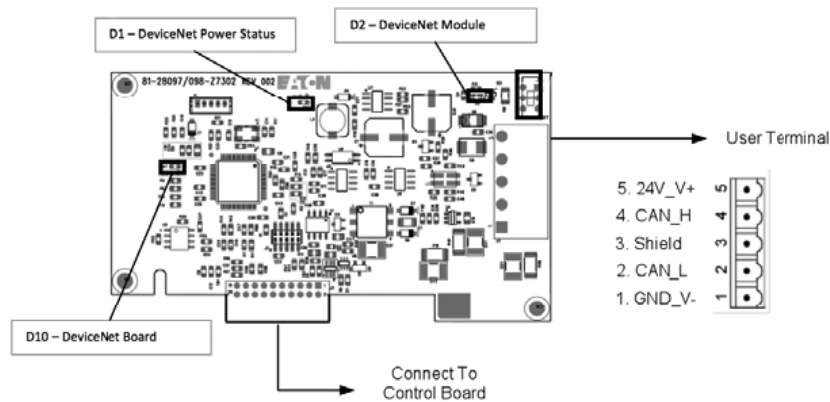 D1 – DeviceNet Power Status
D2 – DeviceNet Module
81-28097/098-Z7302 REV 002 EATON
User Terminal
5. 24V_V+ 5
4. CAN_H 4
3. Shield 3
2. CAN_L 2
1. GND_V- 1
D10 – DeviceNet Board
Connect To
Control Board